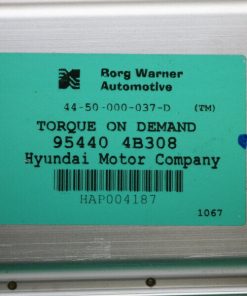 Borg Warner
Automotive
44-50-000-037-D (TM)
TORQUE ON DEMAND
95440 4B308
Hyundai Motor Company
HAP004187
1067